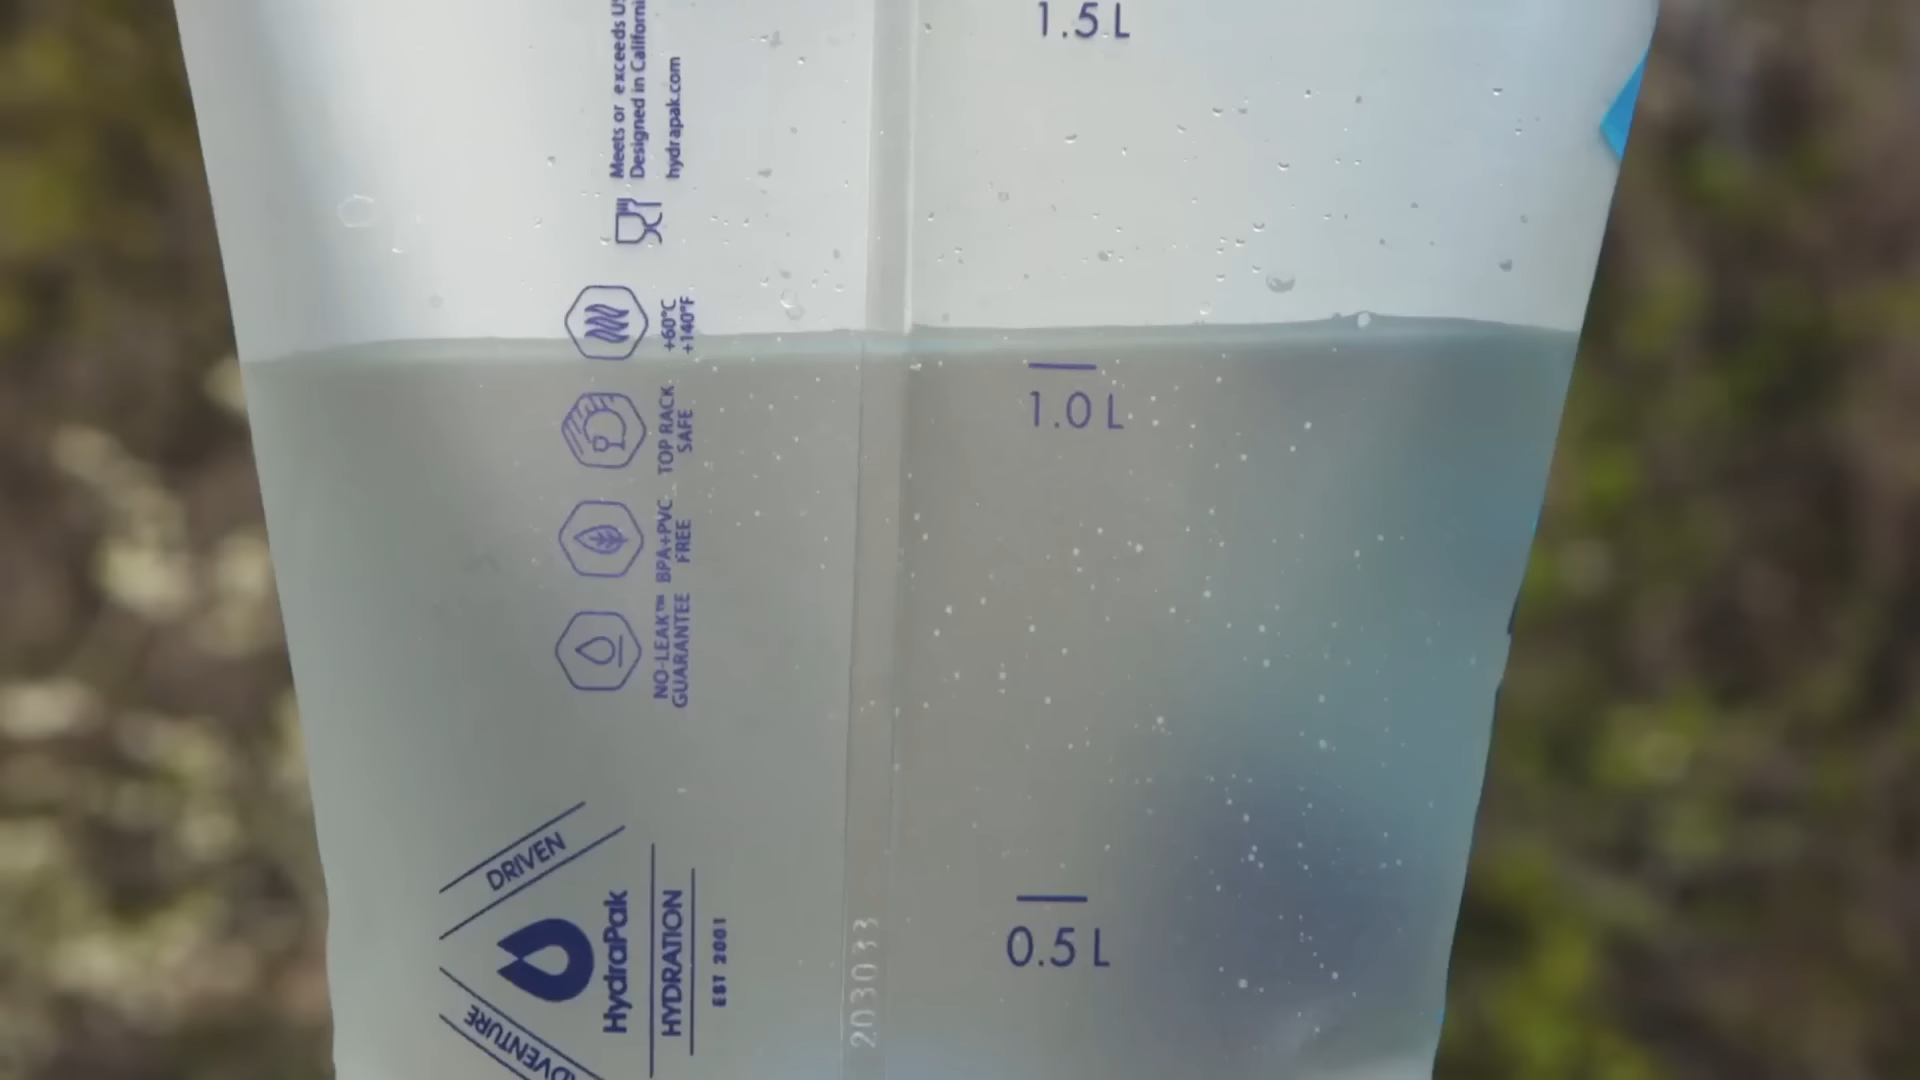 1.5 L
Meets or exceeds
Designed in
hydrapak.com
+60°C
+140°F
1.0 L
TOP RACK
SAFE
BPA+PVC
FREE
NO-LEAK™
GUARANTEE
DRIVEN
HydraPak
HYDRATION
EST 2001
ADVENTURE
0.5 L
203033